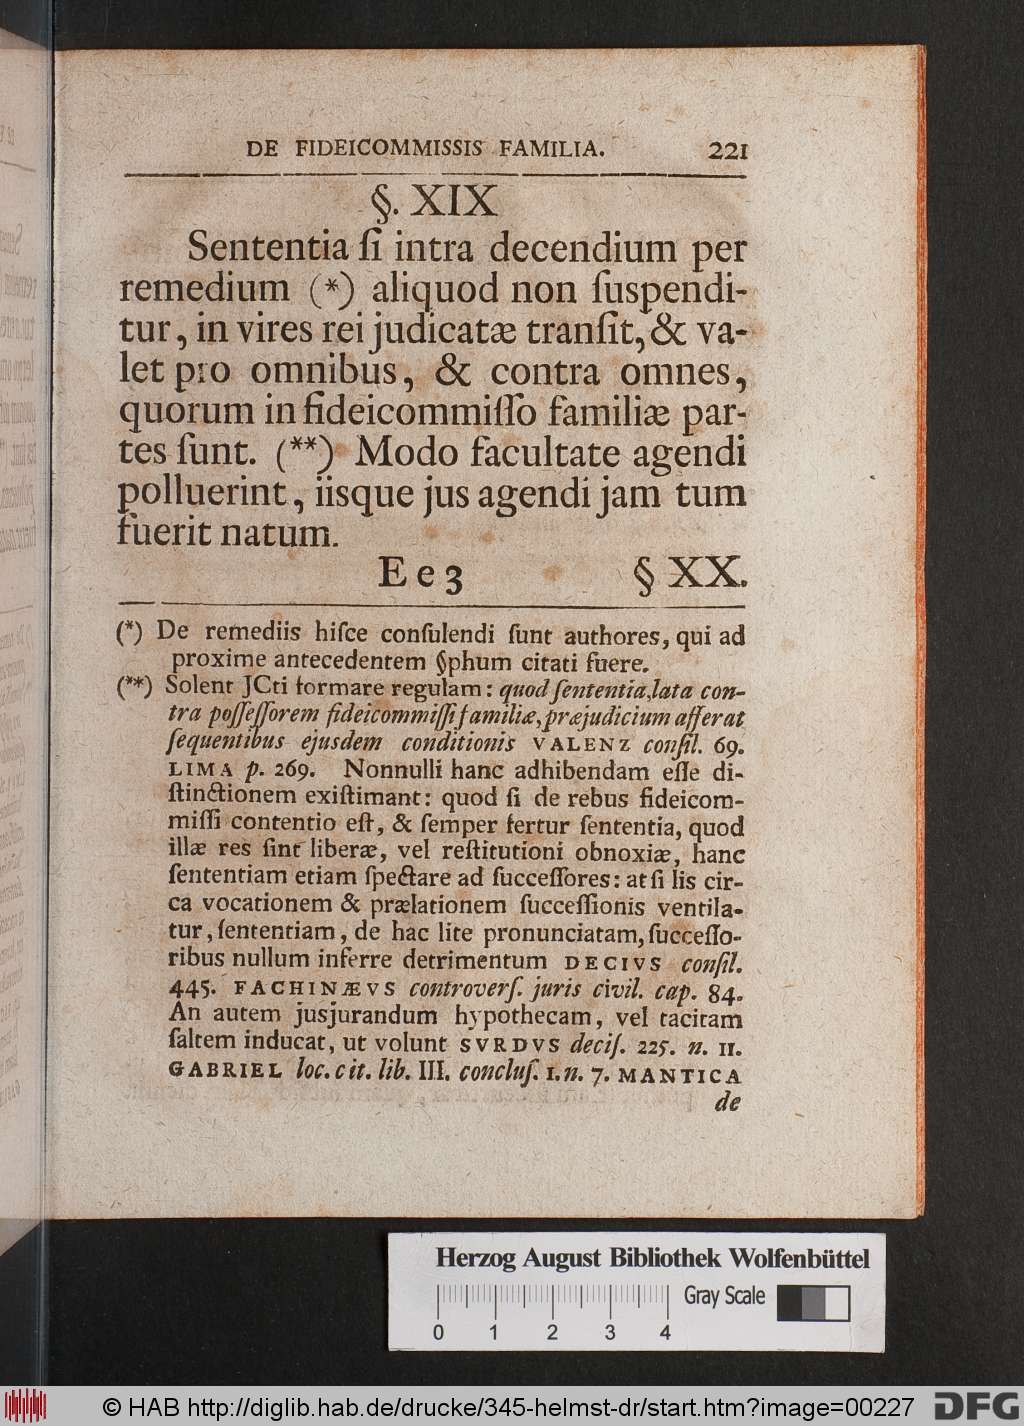 DE FIDEICOMMISSIS FAMILIA. 221
§. XIX
Sententia ſi intra decendium per
remedium (*) aliquod non ſuspendi-
tur, in vires rei judicatæ tranſit, & va-
let pro omnibus, & contra omnes,
quorum in fideicommiſſo familiæ par-
tes ſunt. (**) Modo facultate agendi
polluerint, iisque jus agendi jam tum
fuerit natum.
E e 3 § XX.
(*) De remediis hiſce conſulendi ſunt authores, qui ad
proxime antecedentem §phum citati fuere.
(**) Solent JCti formare regulam: quod ſententia, lata con-
tra poſſeſſorem fideicommiſſi familiæ, præjudicium afferat
ſequentibus ejusdem conditionis VALENZ conſil. 69.
LIMA p. 269. Nonnulli hanc adhibendam eſſe di-
ſtinctionem exiſtimant: quod ſi de rebus fideicom-
miſſi contentio eſt, & ſemper fertur ſententia, quod
illæ res ſint liberæ, vel reſtitutioni obnoxiæ, hanc
ſententiam etiam ſpectare ad ſucceſſores: at ſi lis cir-
ca vocationem & prælationem ſucceſſionis ventila-
tur, ſententiam, de hac lite pronunciatam, ſucceſſo-
ribus nullum inferre detrimentum DECIVS conſil.
445. FACHINÆVS controverſ. juris civil. cap. 84.
An autem jusjurandum hypothecam, vel tacitam
ſaltem inducat, ut volunt SVRDVS deciſ. 225. n. 11.
GABRIEL loc. cit. lib. III. concluſ. 1. n. 7. MANTICA
de
Herzog August Bibliothek Wolfenbüttel
Gray Scale
0 1 2 3 4
© HAB http://diglib.hab.de/drucke/345-helmst-dr/start.htm?image=00227
DFG